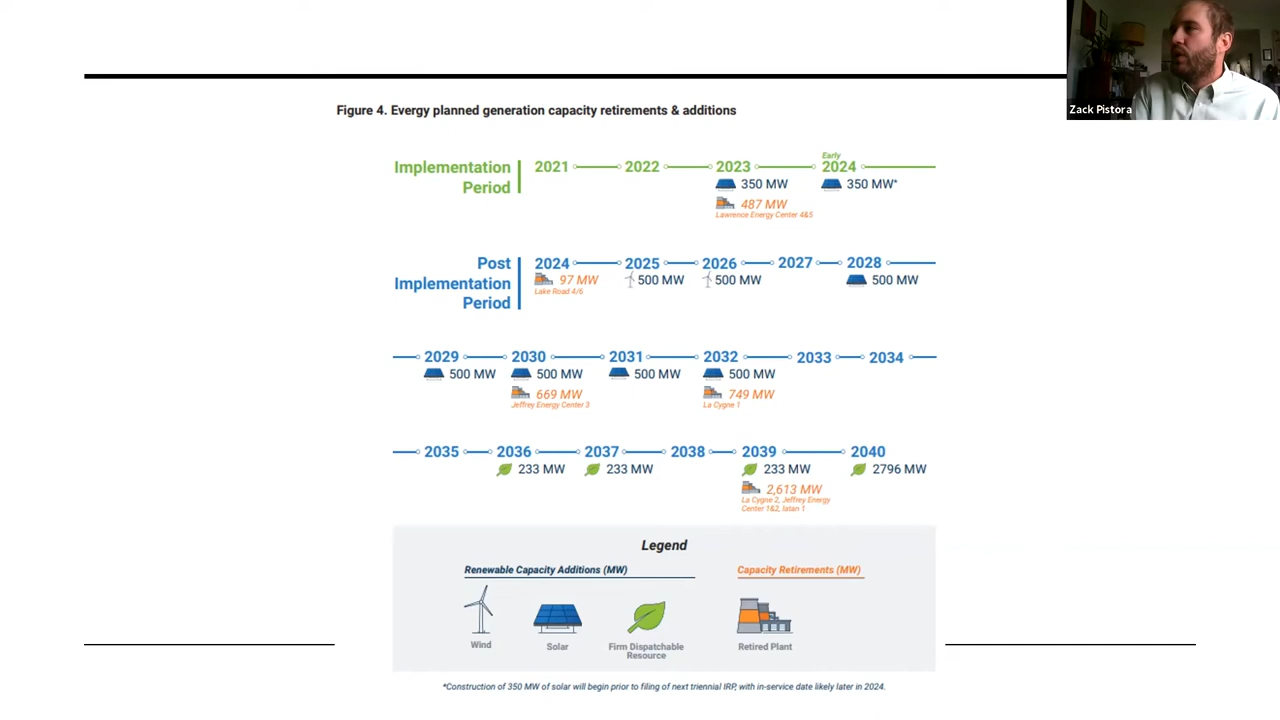 Zack Pistora
Figure 4. Evergy planned generation capacity retirements & additions
Implementation
Period
2021
2022
2023
350 MW
487 MW
Lawrence Energy Center 4&5
Early
2024
350 MW*
Post
Implementation
Period
2024
97 MW
Lake Road 4/6
2025
500 MW
2026
500 MW
2027
2028
500 MW
2029
500 MW
2030
500 MW
669 MW
Jeffrey Energy Center 3
2031
500 MW
2032
500 MW
749 MW
La Cygne 1
2033
2034
2035
2036
233 MW
2037
233 MW
2038
2039
233 MW
2,613 MW
La Cygne 2, Jeffrey Energy
Center 1&2, Iatan 1
2040
2796 MW
Legend
Renewable Capacity Additions (MW)
Wind
Solar
Firm Dispatchable
Resource
Capacity Retirements (MW)
Retired Plant
*Construction of 350 MW of solar will begin prior to filing of next triennial IRP, with in-service date likely later in 2024.